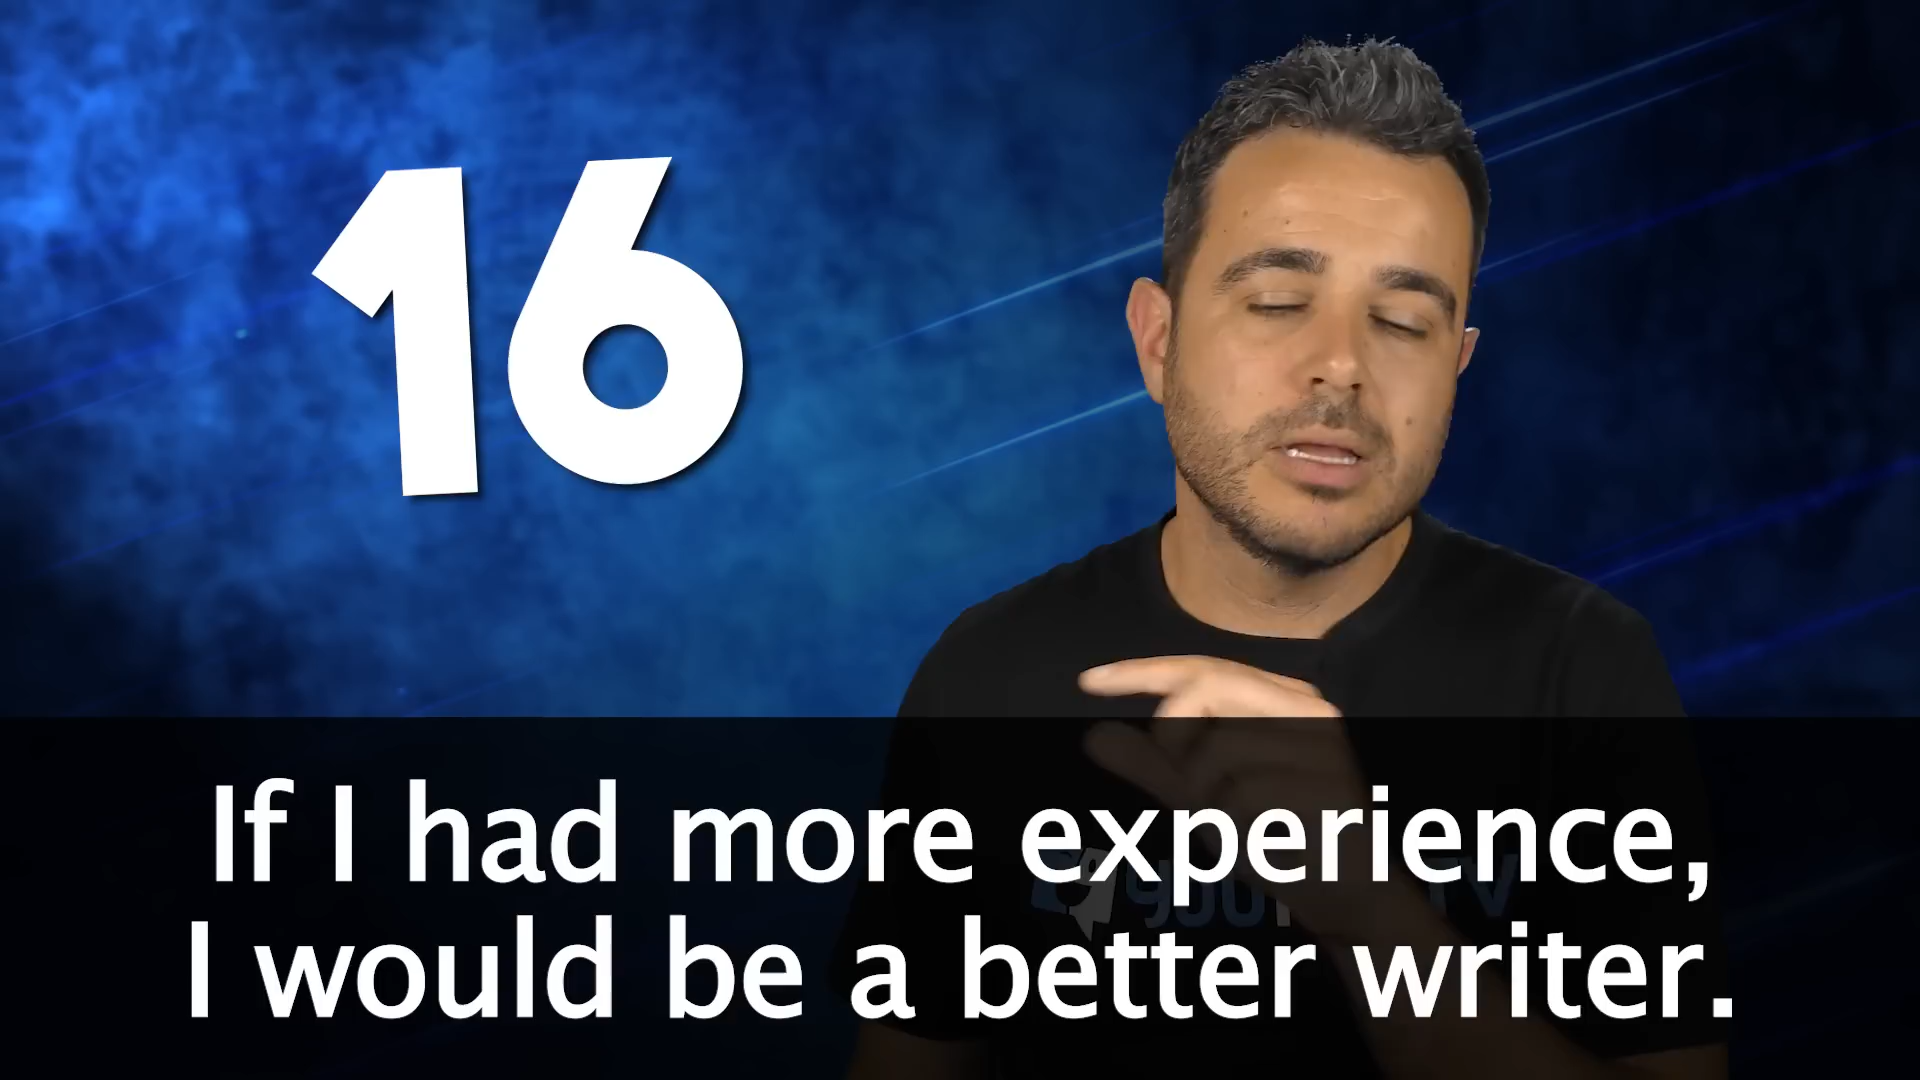 16
If I had more experience,
I would be a better writer.